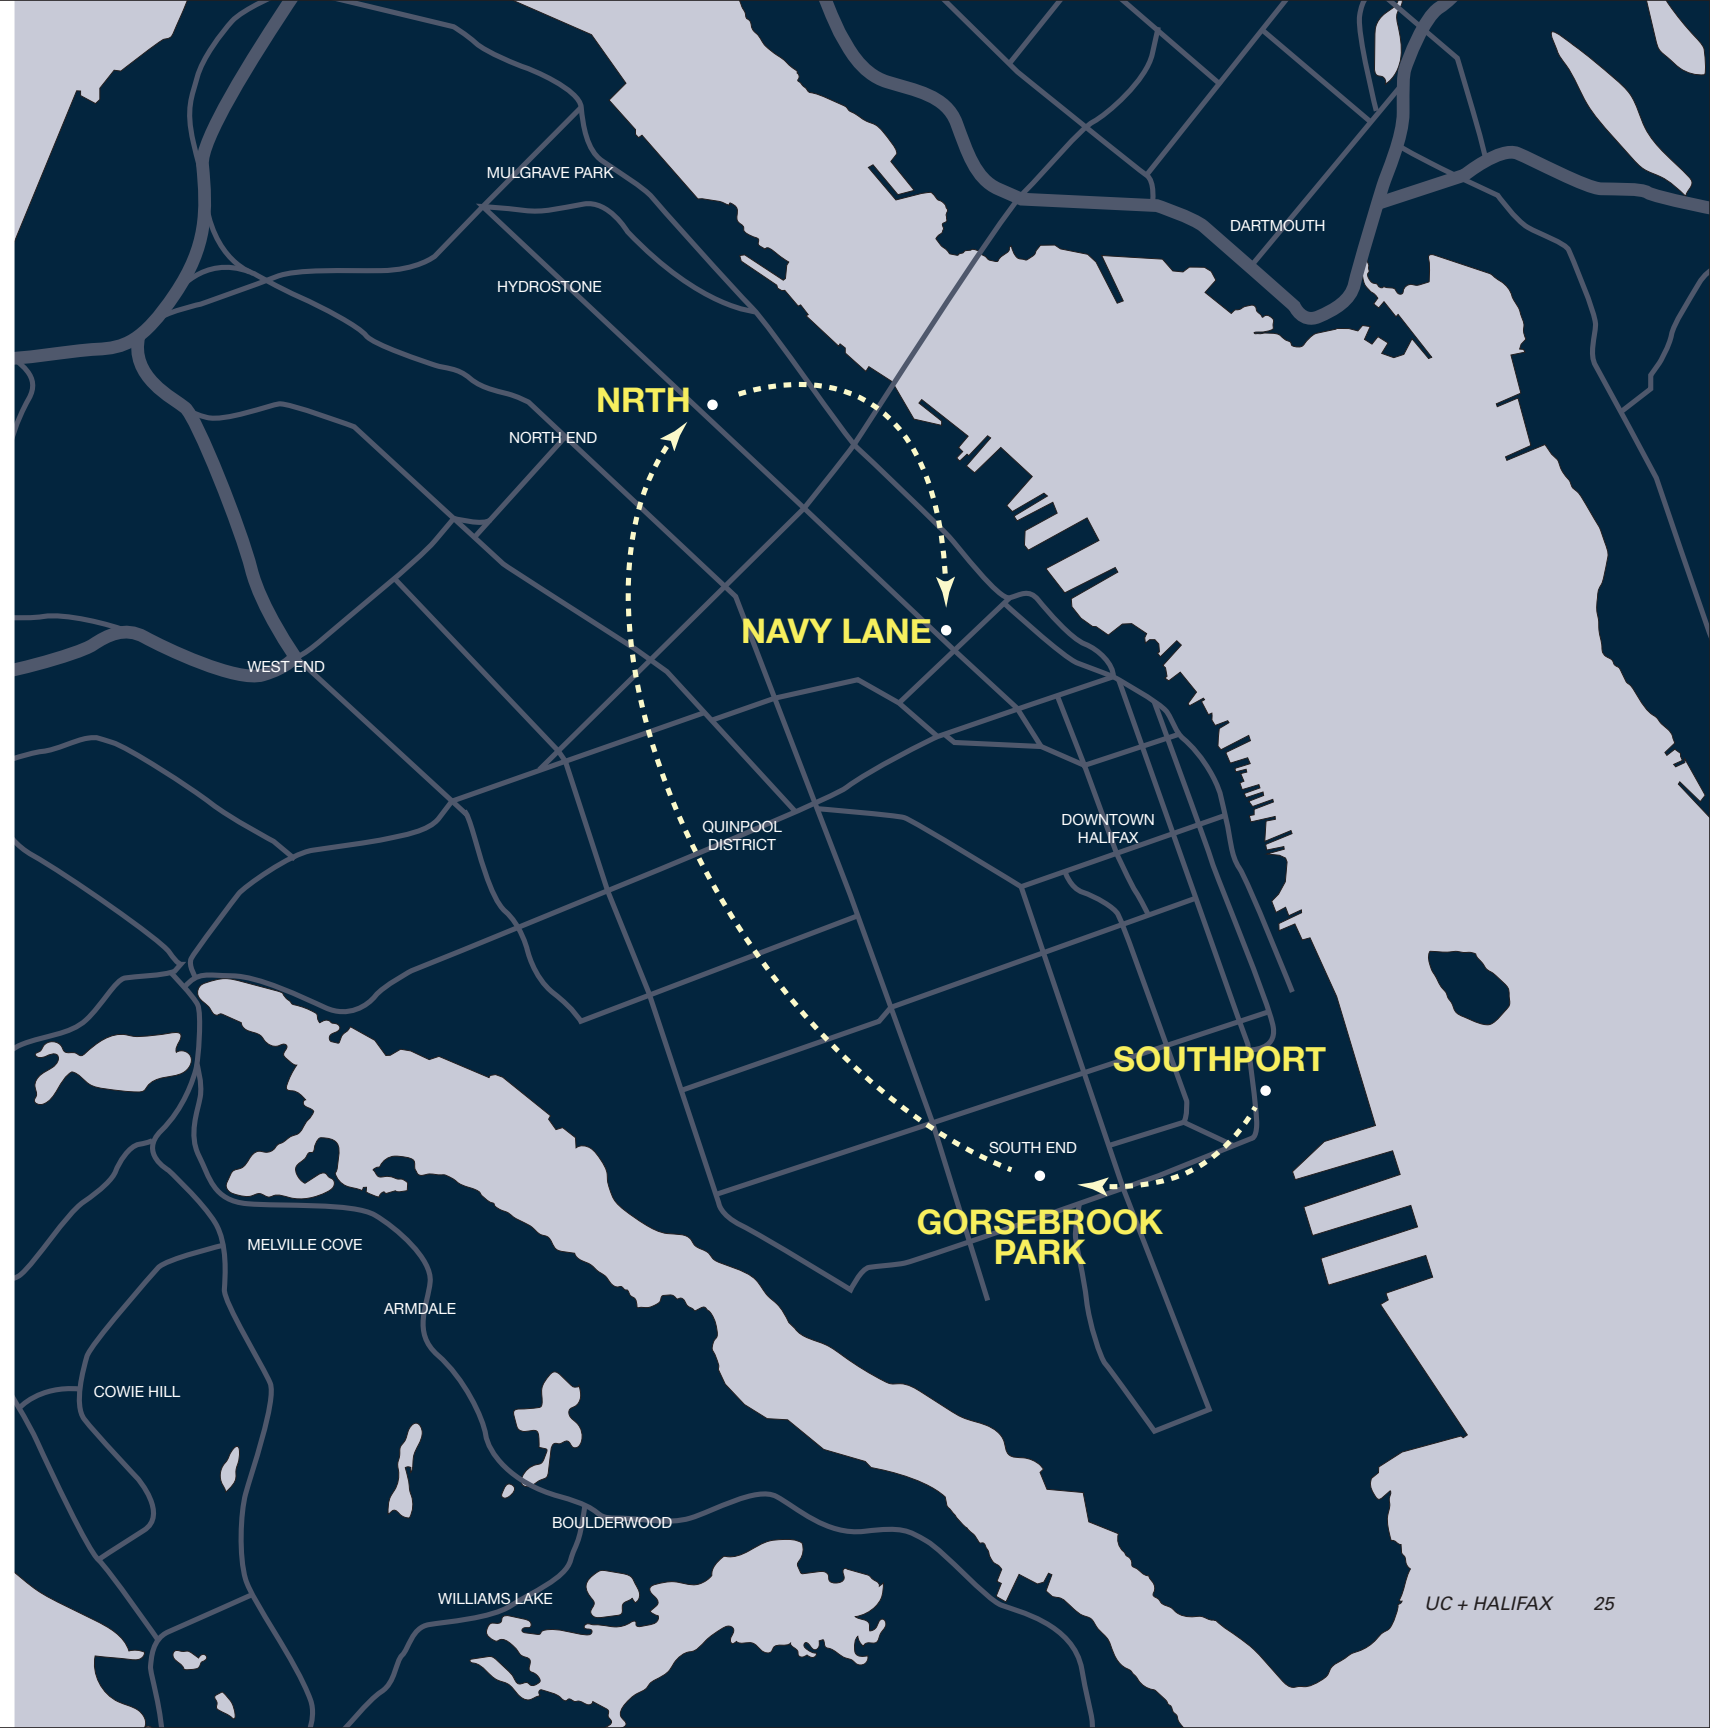 MULGRAVE PARK
DARTMOUTH
HYDROSTONE
NRTH
NORTH END
NAVY LANE
WEST END
QUINPOOL
DISTRICT
DOWNTOWN
HALIFAX
SOUTHPORT
SOUTH END
GORSEBROOK
PARK
MELVILLE COVE
ARMDALE
COWIE HILL
BOULDERWOOD
WILLIAMS LAKE
UC + HALIFAX 25